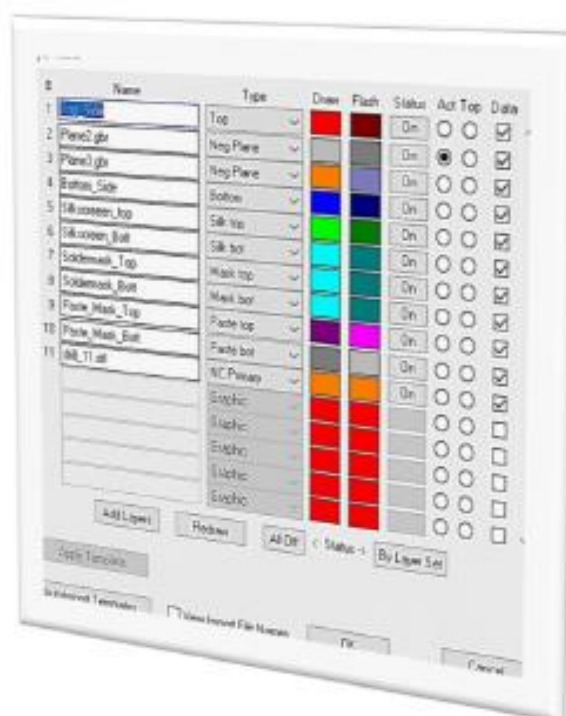 # Name Type Draw Flash Status Act Top Data
1 Top_Side Top On
2 Plane2.gbr Neg Plane On
3 Plane3.gbr Neg Plane On
4 Bottom_Side Bottom On
5 Silkscreen_top Silk top On
6 Silkscreen_Bott Silk bot On
7 Soldermask_Top Mask top On
8 Soldermask_Bott Mask bot On
9 Paste_Mask_Top Paste top On
10 Paste_Mask_Bott Paste bot On
11 drill_11 NC Primary On
Graphic
Graphic
Graphic
Graphic
Graphic
Add Layers Redraw All Off < Status -> By Layer Set
Apply Template
View Import File Names OK Cancel